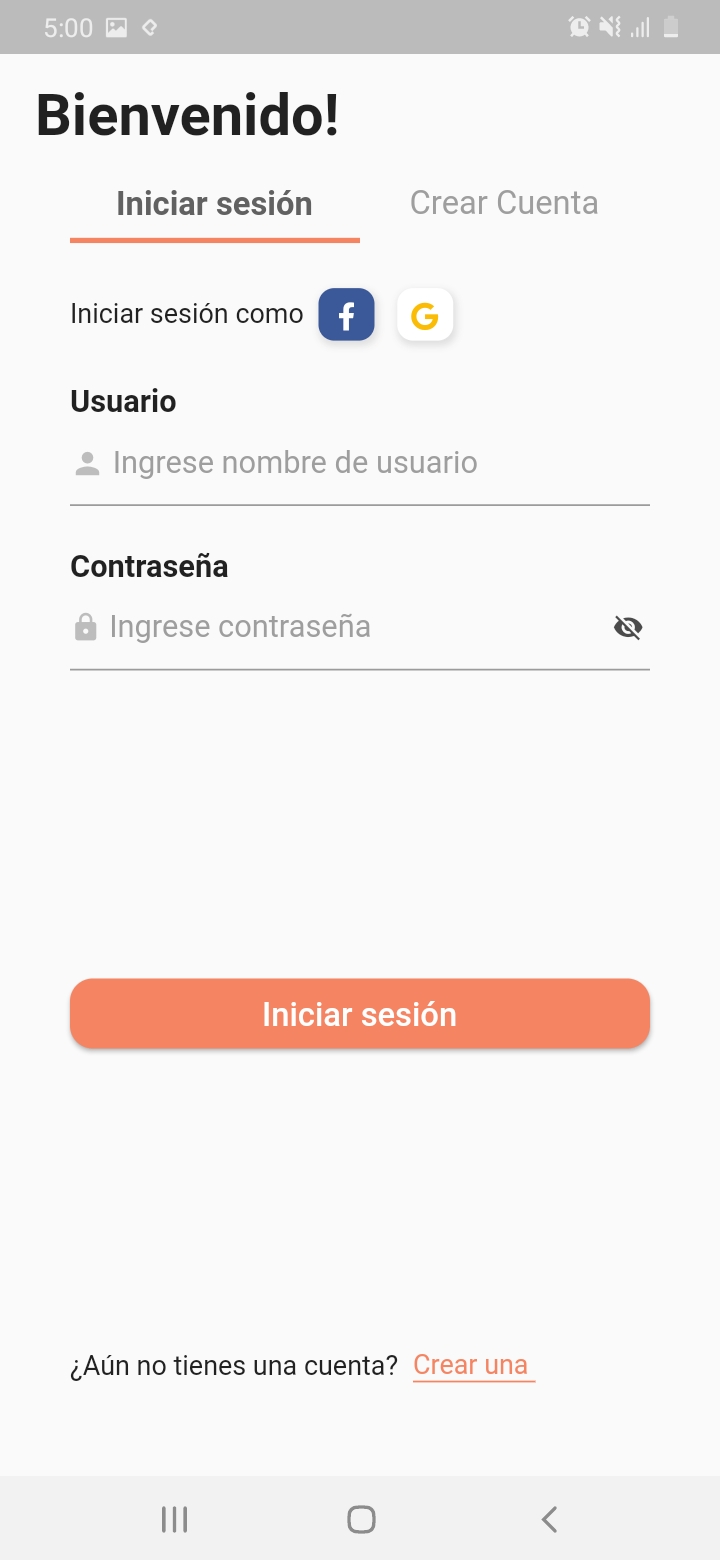 5:00
Bienvenido!
Iniciar sesión Crear Cuenta
Iniciar sesión como
Usuario
Ingrese nombre de usuario
Contraseña
Ingrese contraseña
Iniciar sesión
¿Aún no tienes una cuenta? Crear una